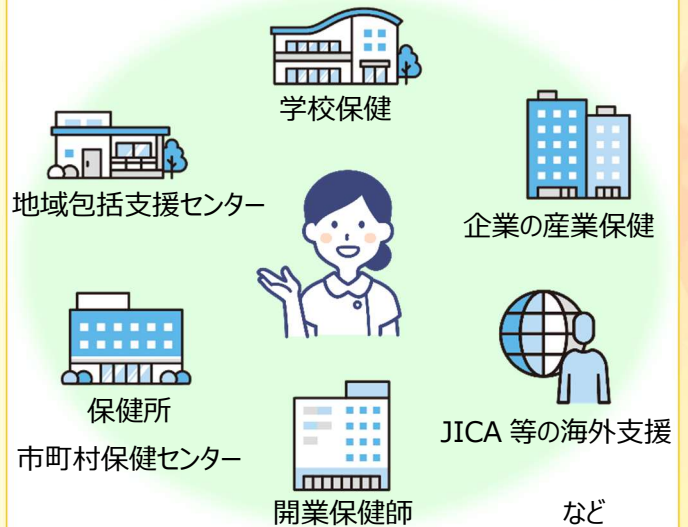 学校保健
地域包括支援センター
企業の産業保健
保健所
市町村保健センター
JICA 等の海外支援
開業保健師
など